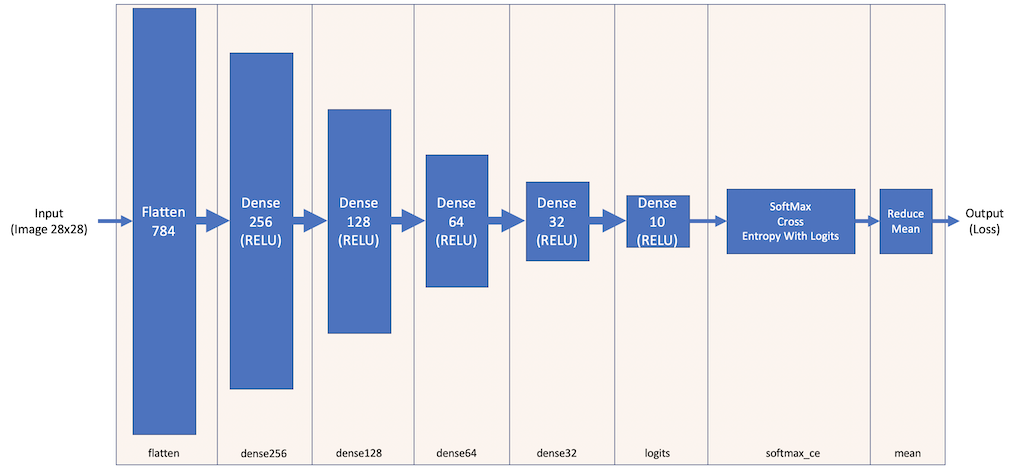 Input
(Image 28x28)
Flatten
784
Dense
256
(RELU)
Dense
128
(RELU)
Dense
64
(RELU)
Dense
32
(RELU)
Dense
10
(RELU)
SoftMax
Cross
Entropy With Logits
Reduce
Mean
Output
(Loss)
flatten
dense256
dense128
dense64
dense32
logits
softmax_ce
mean